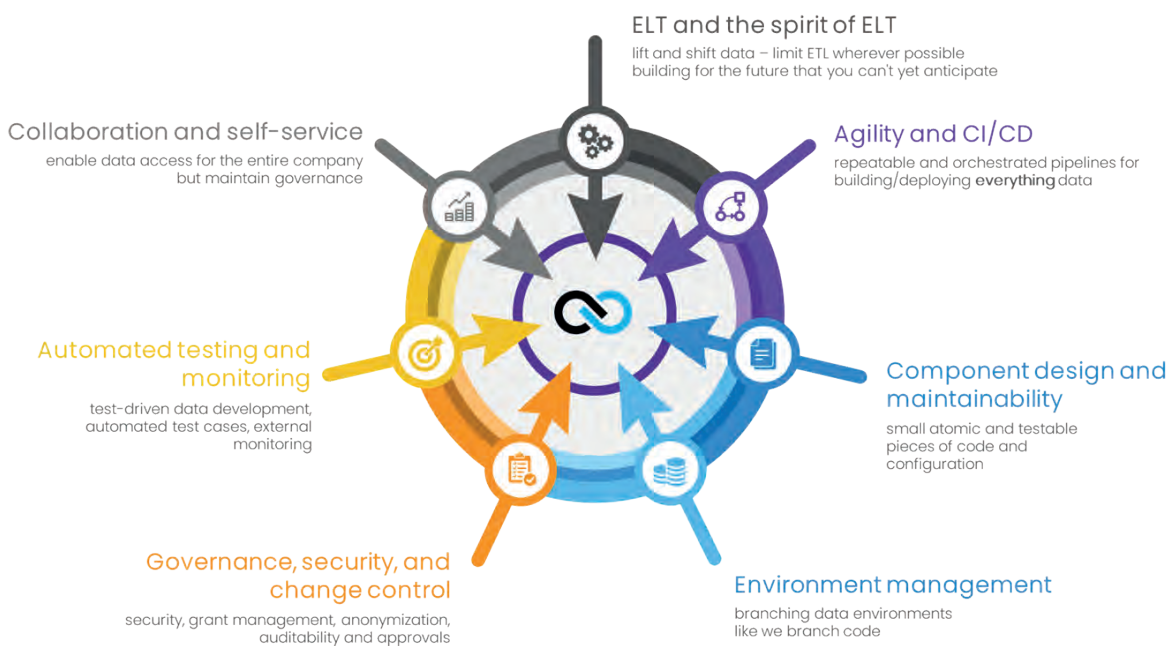 ELT and the spirit of ELT
lift and shift data – limit ETL wherever possible
building for the future that you can't yet anticipate
Agility and CI/CD
repeatable and orchestrated pipelines for
building/deploying everything data
Component design and
maintainability
small atomic and testable
pieces of code and
configuration
Environment management
branching data environments
like we branch code
Governance, security, and
change control
security, grant management, anonymization,
auditability and approvals
Automated testing and
monitoring
test-driven data development,
automated test cases, external
monitoring
Collaboration and self-service
enable data access for the entire company
but maintain governance